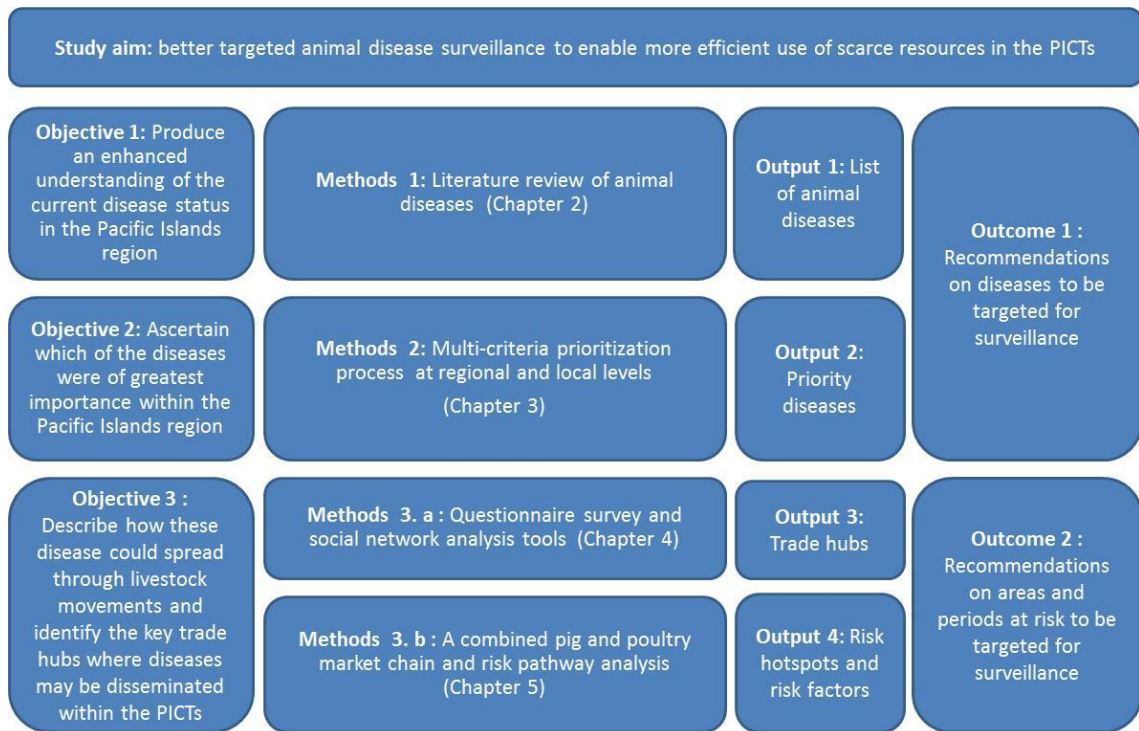 Study aim: better targeted animal disease surveillance to enable more efficient use of scarce resources in the PICTs
Objective 1: Produce
an enhanced
understanding of the
current disease status
in the Pacific Islands
region
Methods 1: Literature review of animal
diseases (Chapter 2)
Output 1: List
of animal
diseases
Outcome 1 :
Recommendations
on diseases to be
targeted for
surveillance
Objective 2: Ascertain
which of the diseases
were of greatest
importance within the
Pacific Islands region
Methods 2: Multi-criteria prioritization
process at regional and local levels
(Chapter 3)
Output 2:
Priority
diseases
Objective 3 :
Describe how these
disease could spread
through livestock
movements and
identify the key trade
hubs where diseases
may be disseminated
within the PICTs
Methods 3. a : Questionnaire survey and
social network analysis tools (Chapter 4)
Output 3:
Trade hubs
Methods 3. b : A combined pig and poultry
market chain and risk pathway analysis
(Chapter 5)
Output 4: Risk
hotspots and
risk factors
Outcome 2 :
Recommendations
on areas and
periods at risk to be
targeted for
surveillance